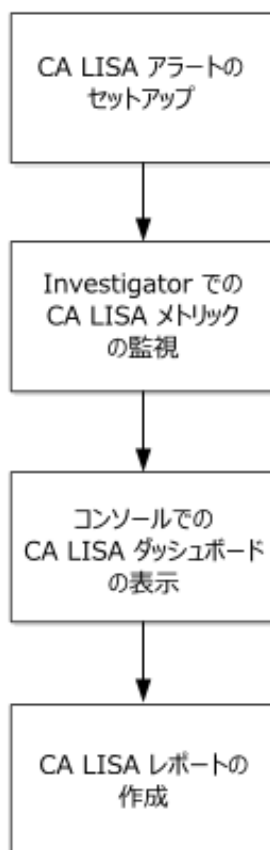 CA LISA アラートの
セットアップ
Investigator での
CA LISA メトリック
の監視
コンソールでの
CA LISA ダッシュボード
の表示
CA LISA レポートの
作成